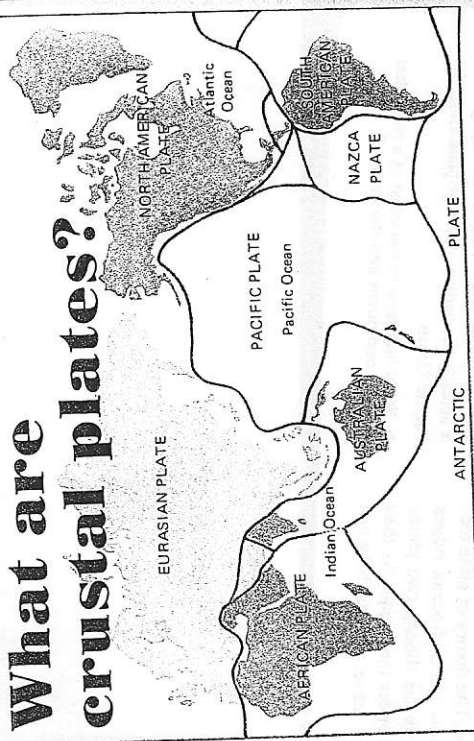 What are
crustal plates?
NORTH AMERICAN
PLATE
Atlantic
Ocean
EURASIAN PLATE
PACIFIC PLATE
Pacific Ocean
SOUTH
AMERICAN
PLATE
NAZCA
PLATE
AFRICAN PLATE
Indian Ocean
AUSTRALIAN
PLATE
ANTARCTIC
PLATE